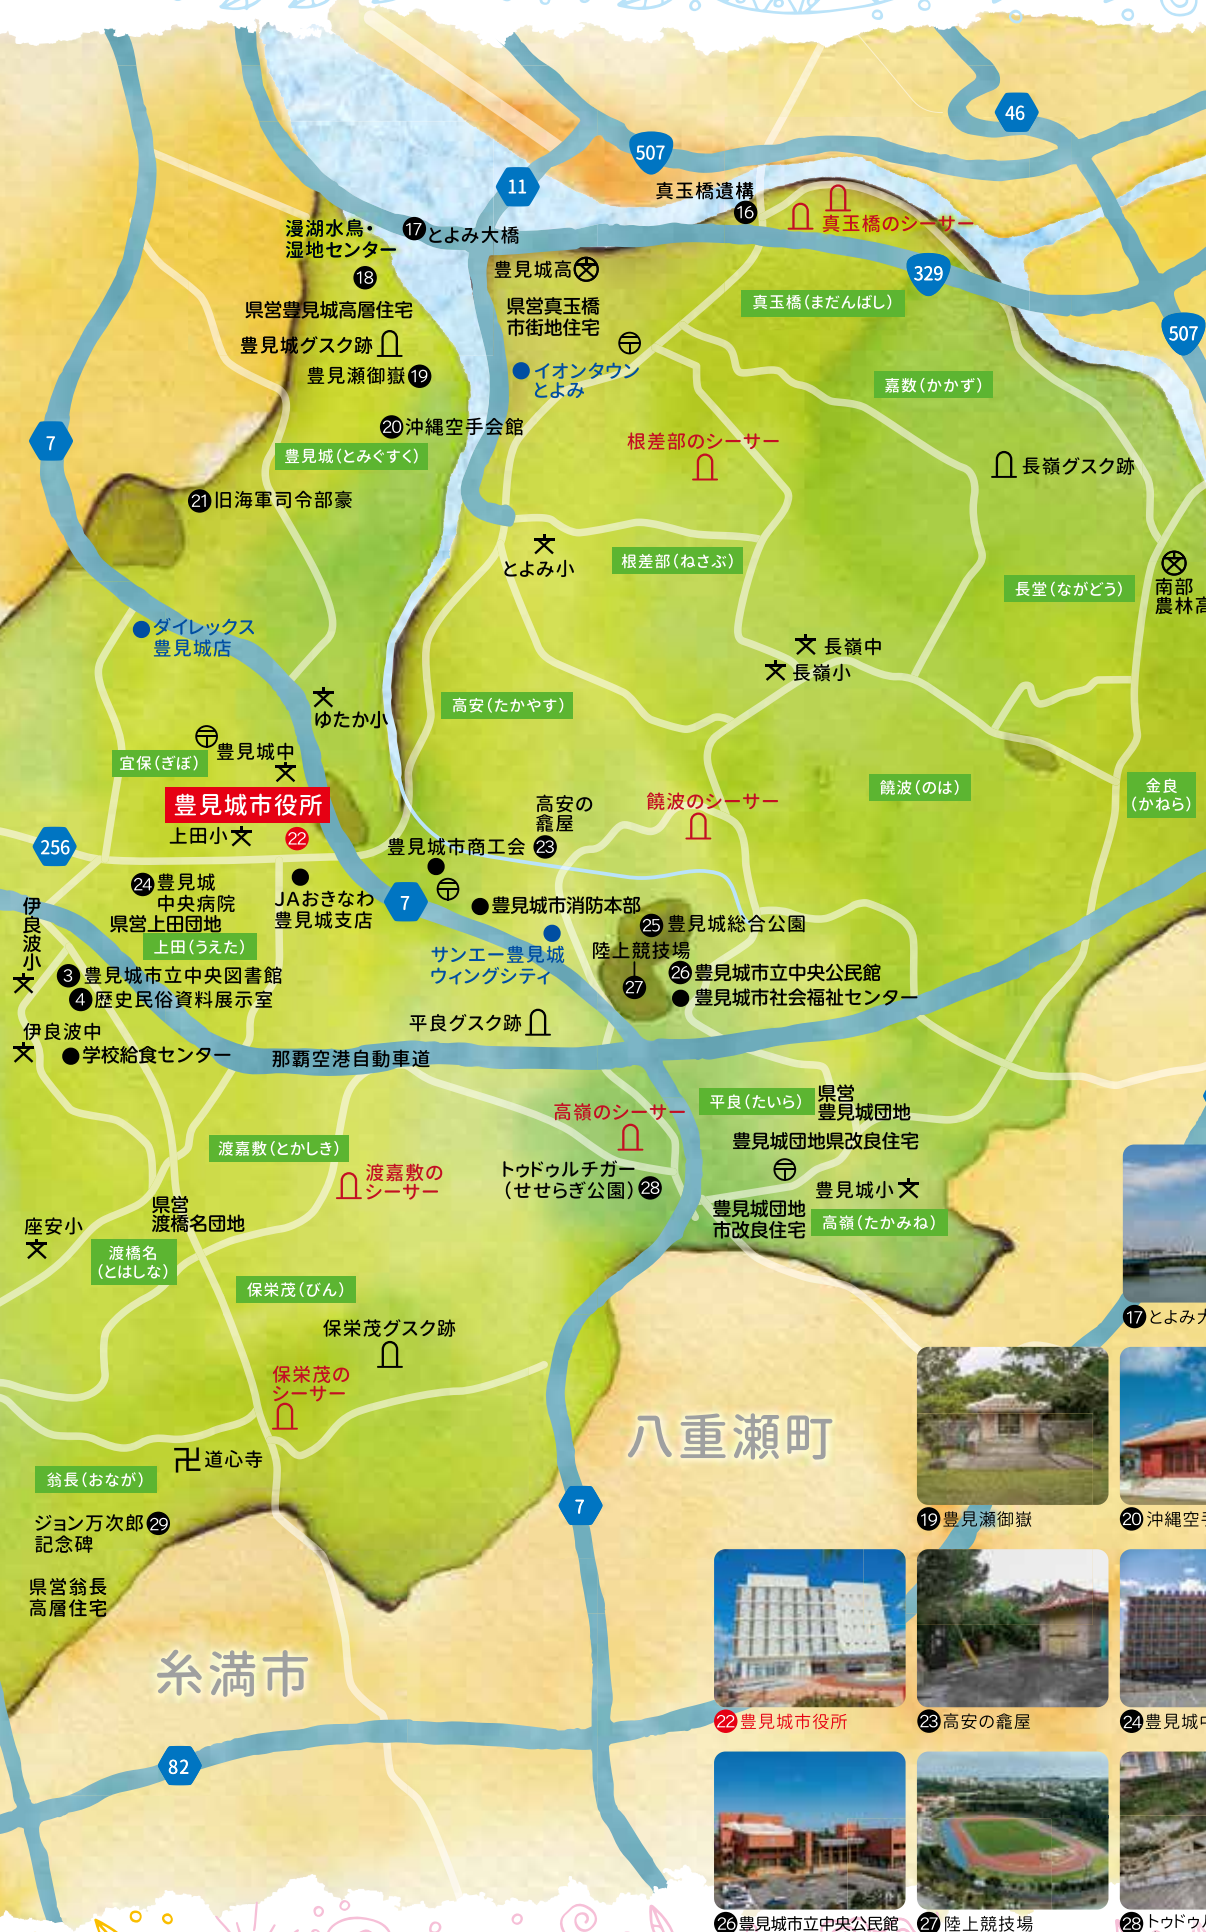 46
507
11
真玉橋遺構
16
真玉橋のシーサー
漫湖水鳥・
湿地センター
18
17 とよみ大橋
豊見城高
329
県営豊見城高層住宅
県営真玉橋
市街地住宅
真玉橋(まだんばし)
507
豊見城グスク跡
豊見瀬御嶽 19
イオンタウン
とよみ
嘉数(かかず)
20 沖縄空手会館
7
豊見城(とみぐすく)
根差部のシーサー
長嶺グスク跡
21 旧海軍司令部豪
とよみ小
根差部(ねさぶ)
長堂(ながどう)
南部
農林高
ダイレックス
豊見城店
長嶺中
長嶺小
ゆたか小
高安(たかやす)
豊見城中
宜保(ぎぼ)
饒波(のは)
金良
(かねら)
豊見城市役所
22
上田小
256
高安の
龕屋
23
饒波のシーサー
豊見城市商工会
24 豊見城
中央病院
JAおきなわ
豊見城支店
7
豊見城市消防本部
県営上田団地
上田(うえた)
伊良波小
サンエー豊見城
ウイングシティ
25 豊見城総合公園
陸上競技場
27
26 豊見城市立中央公民館
豊見城市社会福祉センター
3 豊見城市立中央図書館
4 歴史民俗資料展示室
伊良波中
学校給食センター
平良グスク跡
那覇空港自動車道
高嶺のシーサー
平良(たいら)
県営
豊見城団地
豊見城団地県改良住宅
渡嘉敷(とかしき)
渡嘉敷の
シーサー
トゥドゥルチガー
(せせらぎ公園) 28
豊見城小
豊見城団地
市改良住宅
高嶺(たかみね)
県営
渡橋名団地
座安小
渡橋名
(とはしな)
保栄茂(びん)
保栄茂グスク跡
保栄茂の
シーサー
17 とよみ大
八重瀬町
道心寺
翁長(おなが)
7
ジョン万次郎
記念碑
29
県営翁長
高層住宅
19 豊見瀬御嶽
20 沖縄空手
糸満市
22 豊見城市役所
23 高安の龕屋
24 豊見城中
82
26 豊見城市立中央公民館
27 陸上競技場
28 トゥドゥル